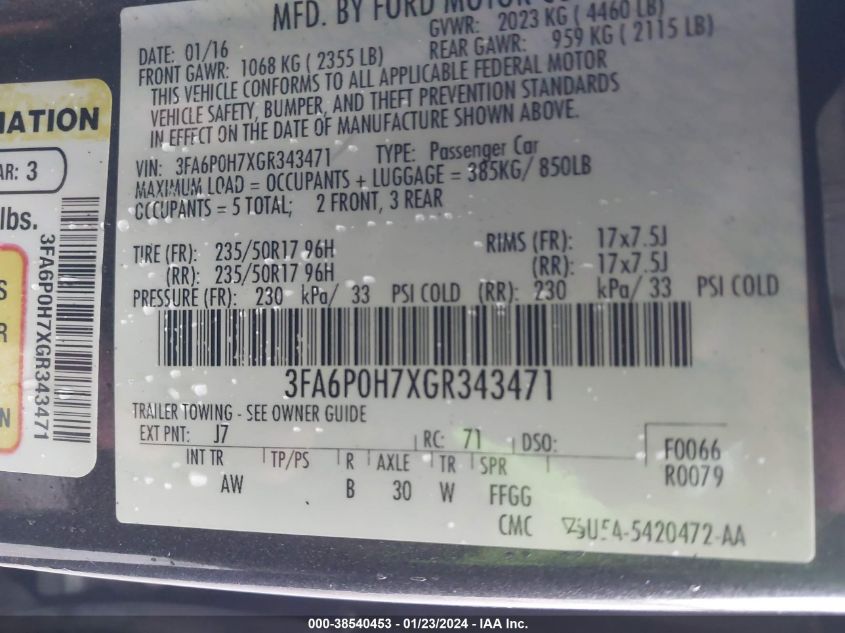 MFD. BY FORD MOTOR
DATE: 01/16
GVWR: 2023 KG ( 4460 LB)
FRONT GAWR: 1068 KG ( 2355 LB)
REAR GAWR: 959 KG ( 2115 LB)
THIS VEHICLE CONFORMS TO ALL APPLICABLE FEDERAL MOTOR
VEHICLE SAFETY, BUMPER, AND THEFT PREVENTION STANDARDS
IN EFFECT ON THE DATE OF MANUFACTURE SHOWN ABOVE.
VIN: 3FA6P0H7XGR343471 TYPE: Passenger Car
MAXIMUM LOAD = OCCUPANTS + LUGGAGE = 385KG/ 850LB
OCCUPANTS = 5 TOTAL; 2 FRONT, 3 REAR
TIRE (FR): 235/50R17 96H RIMS (FR): 17x7.5J
(RR): 235/50R17 96H (RR): 17x7.5J
PRESSURE (FR): 230 kPa/ 33 PSI COLD (RR): 230 kPa/ 33 PSI COLD
3FA6P0H7XGR343471
TRAILER TOWING - SEE OWNER GUIDE
EXT PNT: J7 RC: 71 DSO: F0066
INT TR TP/PS R AXLE TR SPR R0079
AW B 30 W FFGG
CMC 5420472-AA
AR: 3
lbs.
3FA6P0H7XGR343471
000-38540453 - 01/23/2024 - IAA Inc.